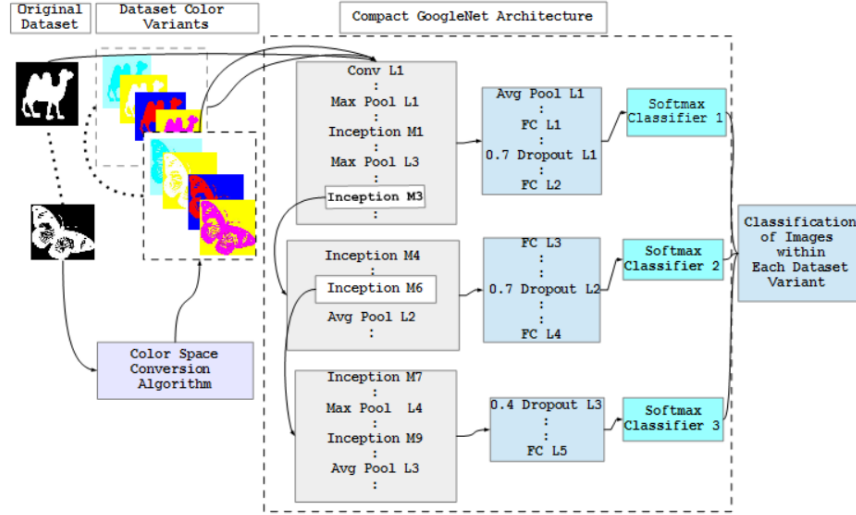 Original
Dataset
Dataset Color
Variants
Compact GoogleNet Architecture
Conv L1
:
Max Pool L1
:
Inception M1
:
Max Pool L3
:
Inception M3
:
Avg Pool L1
:
FC L1
:
0.7 Dropout L1
:
FC L2
Softmax
Classifier 1
Inception M4
:
Inception M6
:
Avg Pool L2
:
FC L3
:
0.7 Dropout L2
:
:
FC L4
Softmax
Classifier 2
Classification
of Images
within
Each Dataset
Variant
Color Space
Conversion
Algorithm
Inception M7
:
Max Pool L4
:
Inception M9
:
Avg Pool L3
:
0.4 Dropout L3
:
:
FC L5
Softmax
Classifier 3